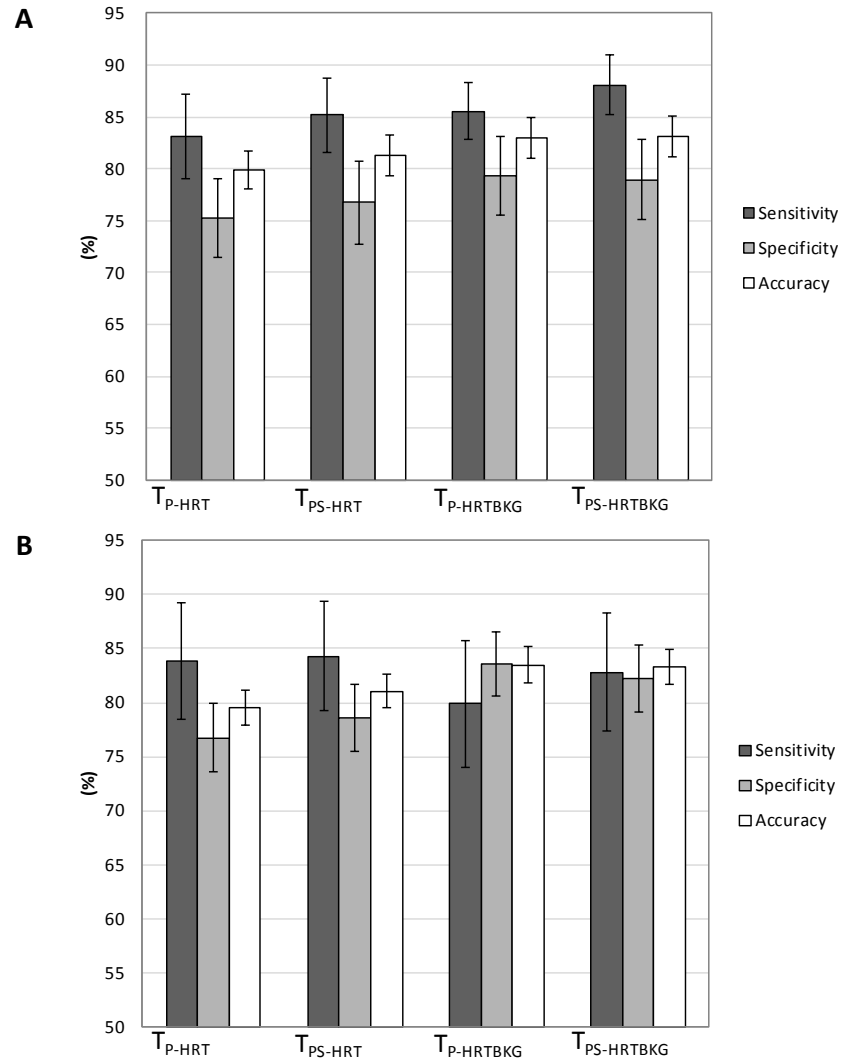 A
95
90
85
80
75
70
65
60
55
50
(%)
Sensitivity
Specificity
Accuracy
TP-HRT TPS-HRT TP-HRTBKG TPS-HRTBKG
B
95
90
85
80
75
70
65
60
55
50
(%)
Sensitivity
Specificity
Accuracy
TP-HRT TPS-HRT TP-HRTBKG TPS-HRTBKG